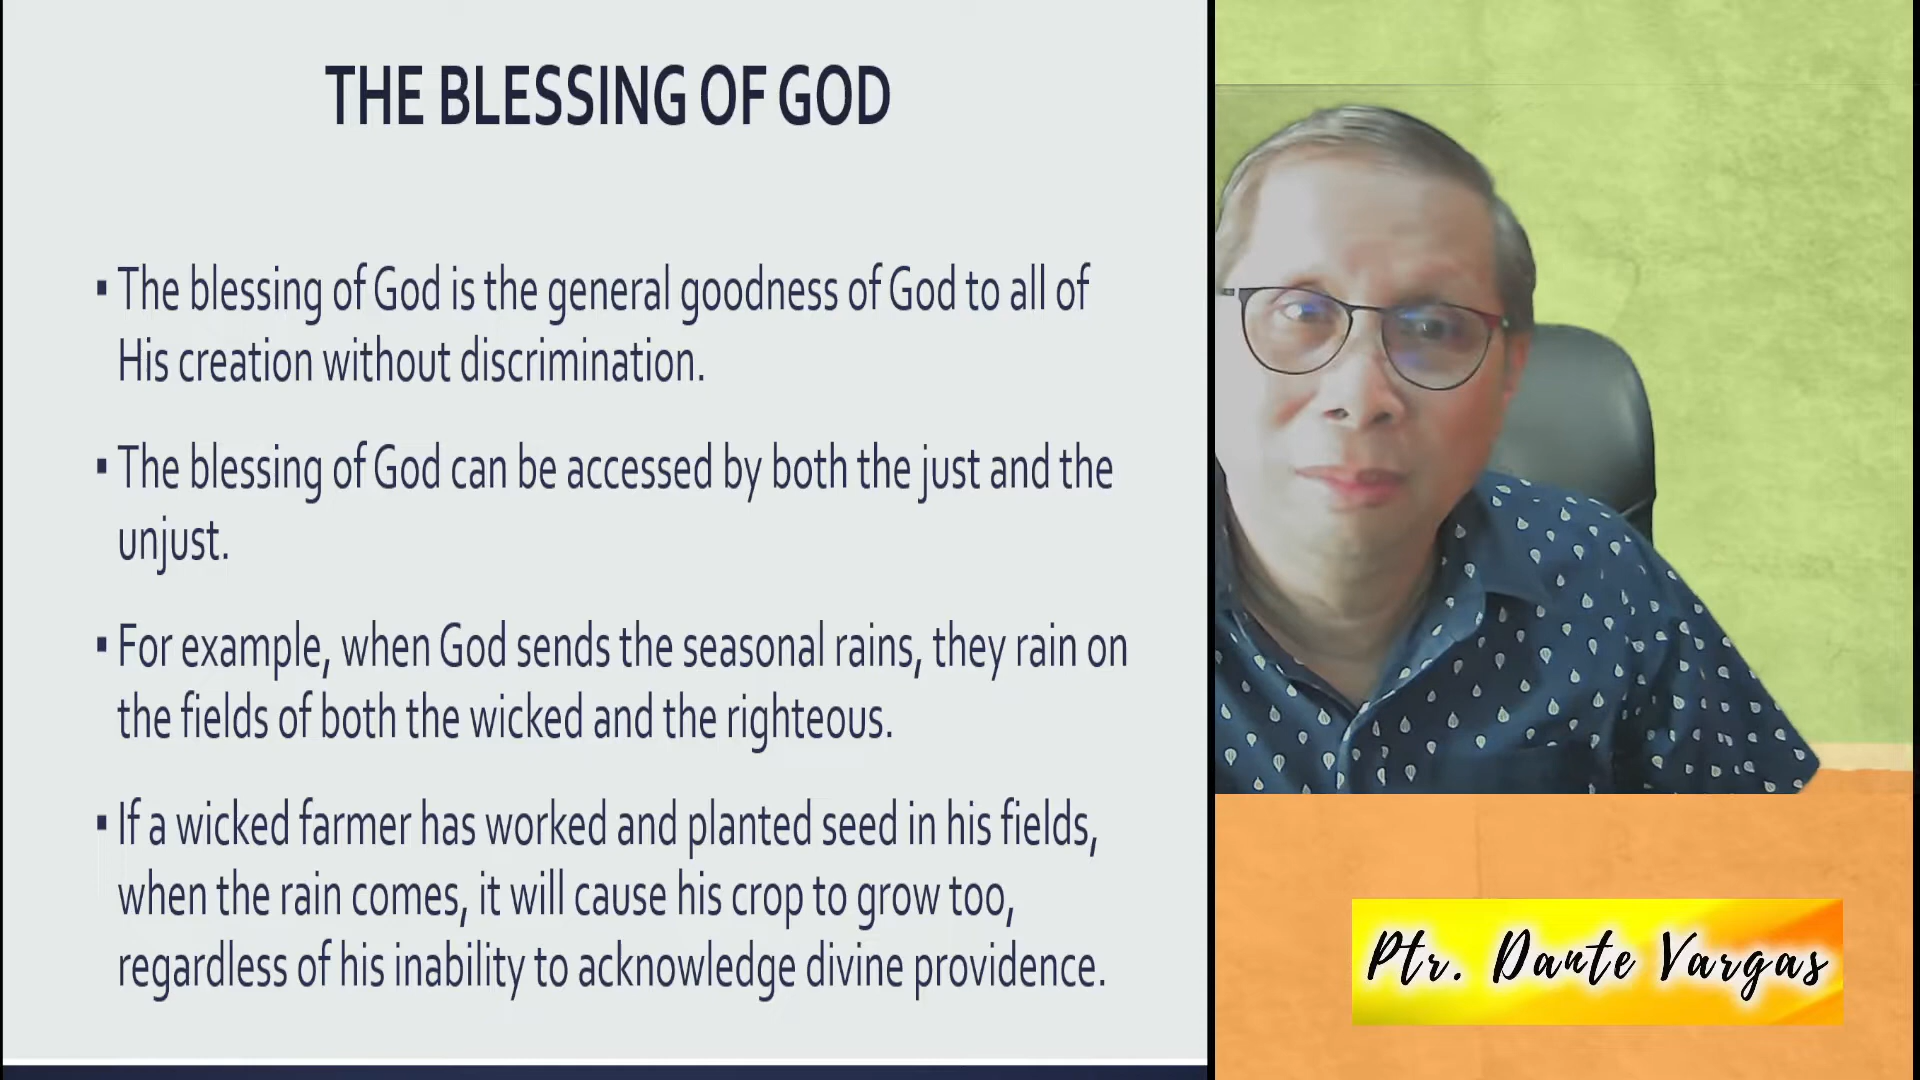 THE BLESSING OF GOD
▪ The blessing of God is the general goodness of God to all of
His creation without discrimination.
▪ The blessing of God can be accessed by both the just and the
unjust.
▪ For example, when God sends the seasonal rains, they rain on
the fields of both the wicked and the righteous.
▪ If a wicked farmer has worked and planted seed in his fields,
when the rain comes, it will cause his crop to grow too,
regardless of his inability to acknowledge divine providence.
Ptr. Dante Vargas